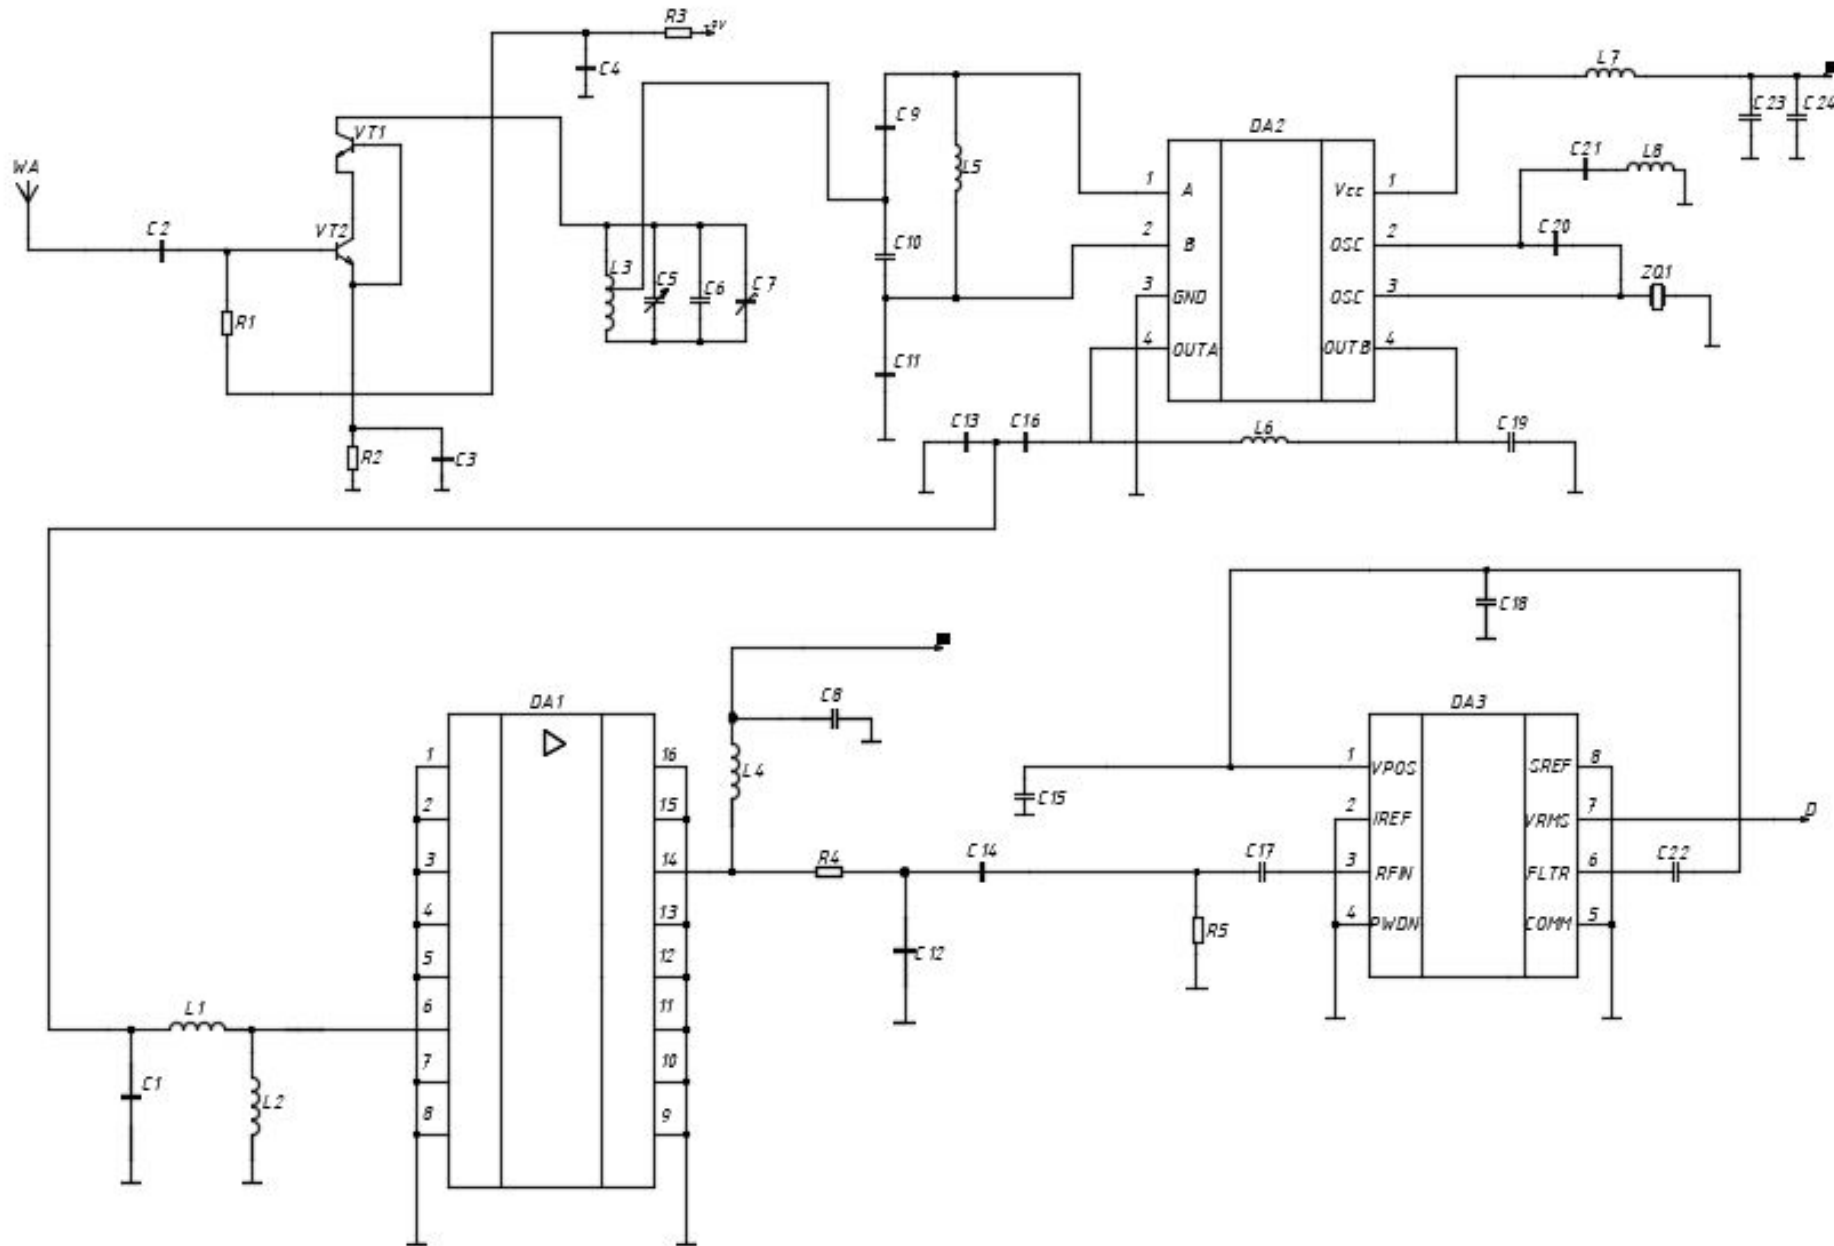 R3
+9V
C4
VT1
WA
C2
VT2
R1
R2
C3
L3
C5
C6
C7
C9
L5
C10
C11
DA2
1 A Vcc 1
2 B OSC 2
3 GND OSC 3
4 OUTA OUTB 4
L7
C23
C24
C21
L8
C20
ZQ1
C13
C16
L6
C19
C18
DA1
1 16
2 15
3 14
4 13
5 12
6 11
7 10
8 9
C8
L4
R4
C14
C12
C15
C17
R5
DA3
1 VPOS SREF 8
2 IREF VRMS 7
3 RFIN FLTR 6
4 PWDN COMM 5
D
C22
L1
C1
L2